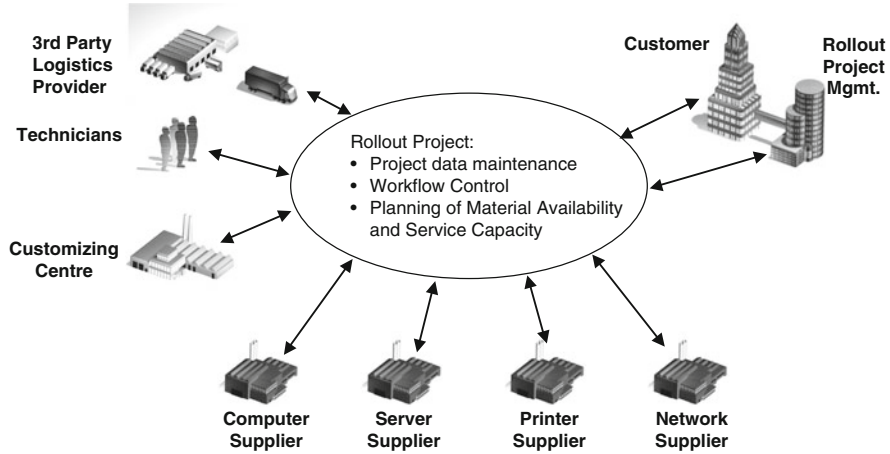 3rd Party
Logistics
Provider
Technicians
Customizing
Centre
Customer
Rollout
Project
Mgmt.
Rollout Project:
• Project data maintenance
• Workflow Control
• Planning of Material Availability
and Service Capacity
Computer
Supplier
Server
Supplier
Printer
Supplier
Network
Supplier